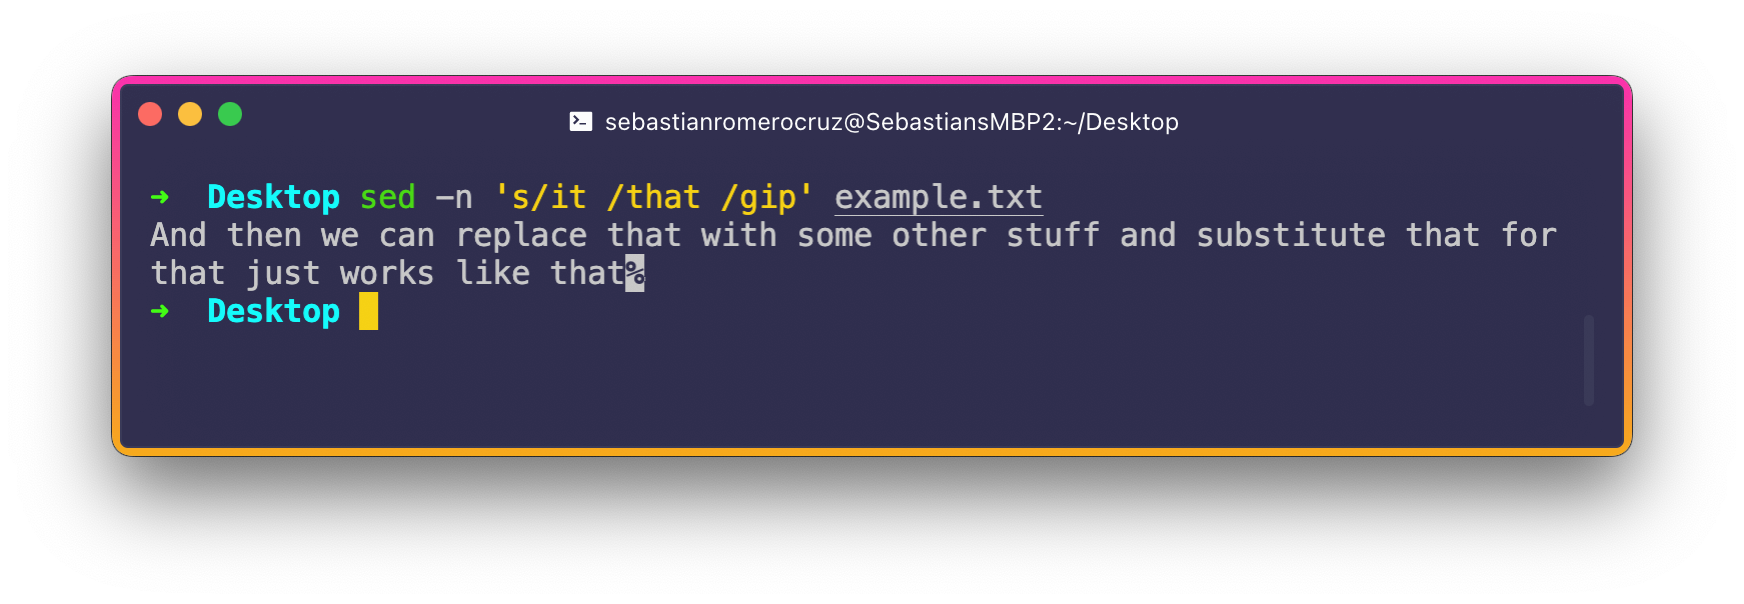 sebastianromerocruz@SebastiansMBP2:~/Desktop
➜ Desktop sed -n 's/it /that /gip' example.txt
And then we can replace that with some other stuff and substitute that for
that just works like that%
➜ Desktop